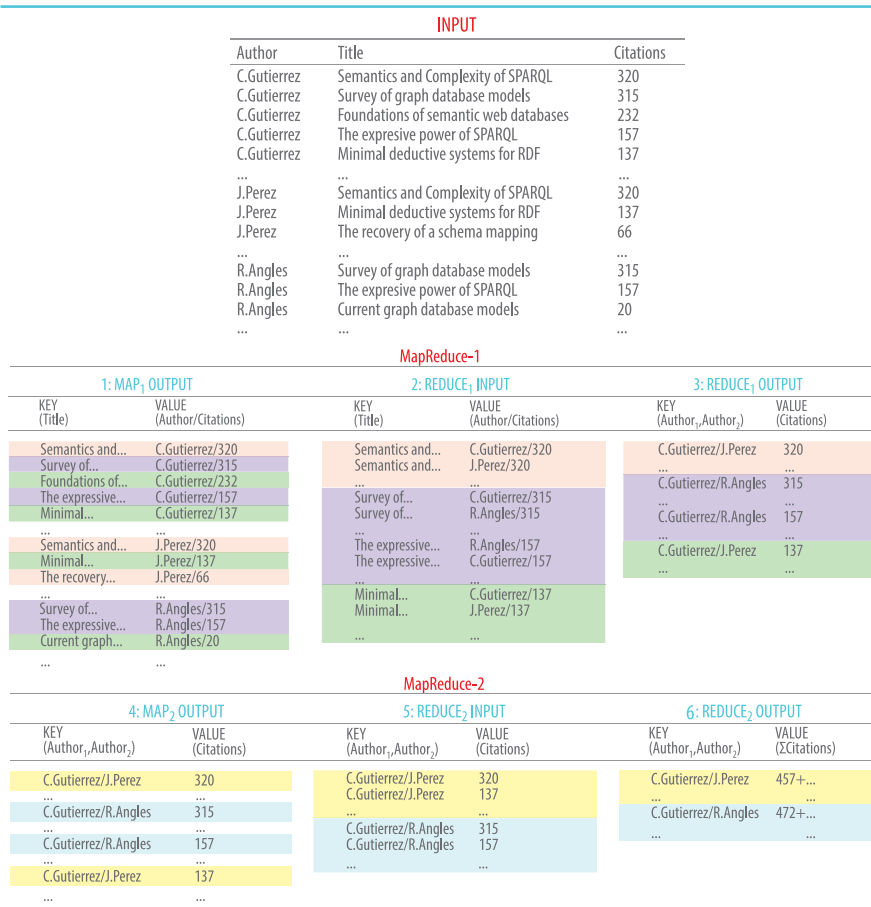 INPUT
Author Title Citations
C.Gutierrez Semantics and Complexity of SPARQL 320
C.Gutierrez Survey of graph database models 315
C.Gutierrez Foundations of semantic web databases 232
C.Gutierrez The expresive power of SPARQL 157
C.Gutierrez Minimal deductive systems for RDF 137
... ... ...
J.Perez Semantics and Complexity of SPARQL 320
J.Perez Minimal deductive systems for RDF 137
J.Perez The recovery of a schema mapping 66
... ... ...
R.Angles Survey of graph database models 315
R.Angles The expresive power of SPARQL 157
R.Angles Current graph database models 20
... ... ...
MapReduce-1
1: MAP₁ OUTPUT
KEY VALUE
(Title) (Author/Citations)
Semantics and... C.Gutierrez/320
Survey of... C.Gutierrez/315
Foundations of... C.Gutierrez/232
The expressive... C.Gutierrez/157
Minimal... C.Gutierrez/137
... ...
Semantics and... J.Perez/320
Minimal... J.Perez/137
The recovery... J.Perez/66
... ...
Survey of... R.Angles/315
The expressive... R.Angles/157
Current graph... R.Angles/20
... ...
2: REDUCE₁ INPUT
KEY VALUE
(Title) (Author/Citations)
Semantics and... C.Gutierrez/320
Semantics and... J.Perez/320
... ...
Survey of... C.Gutierrez/315
Survey of... R.Angles/315
... ...
The expressive... R.Angles/157
The expressive... C.Gutierrez/157
... ...
Minimal... C.Gutierrez/137
Minimal... J.Perez/137
... ...
3: REDUCE₁ OUTPUT
KEY VALUE
(Author₁,Author₂) (Citations)
C.Gutierrez/J.Perez 320
... ...
C.Gutierrez/R.Angles 315
... ...
C.Gutierrez/R.Angles 157
... ...
C.Gutierrez/J.Perez 137
... ...
MapReduce-2
4: MAP₂ OUTPUT
KEY VALUE
(Author₁,Author₂) (Citations)
C.Gutierrez/J.Perez 320
... ...
C.Gutierrez/R.Angles 315
... ...
C.Gutierrez/R.Angles 157
... ...
C.Gutierrez/J.Perez 137
... ...
5: REDUCE₂ INPUT
KEY VALUE
(Author₁,Author₂) (Citations)
C.Gutierrez/J.Perez 320
C.Gutierrez/J.Perez 137
... ...
C.Gutierrez/R.Angles 315
C.Gutierrez/R.Angles 157
... ...
6: REDUCE₂ OUTPUT
KEY VALUE
(Author₁,Author₂) (ΣCitations)
C.Gutierrez/J.Perez 457+...
... ...
C.Gutierrez/R.Angles 472+...
... ...